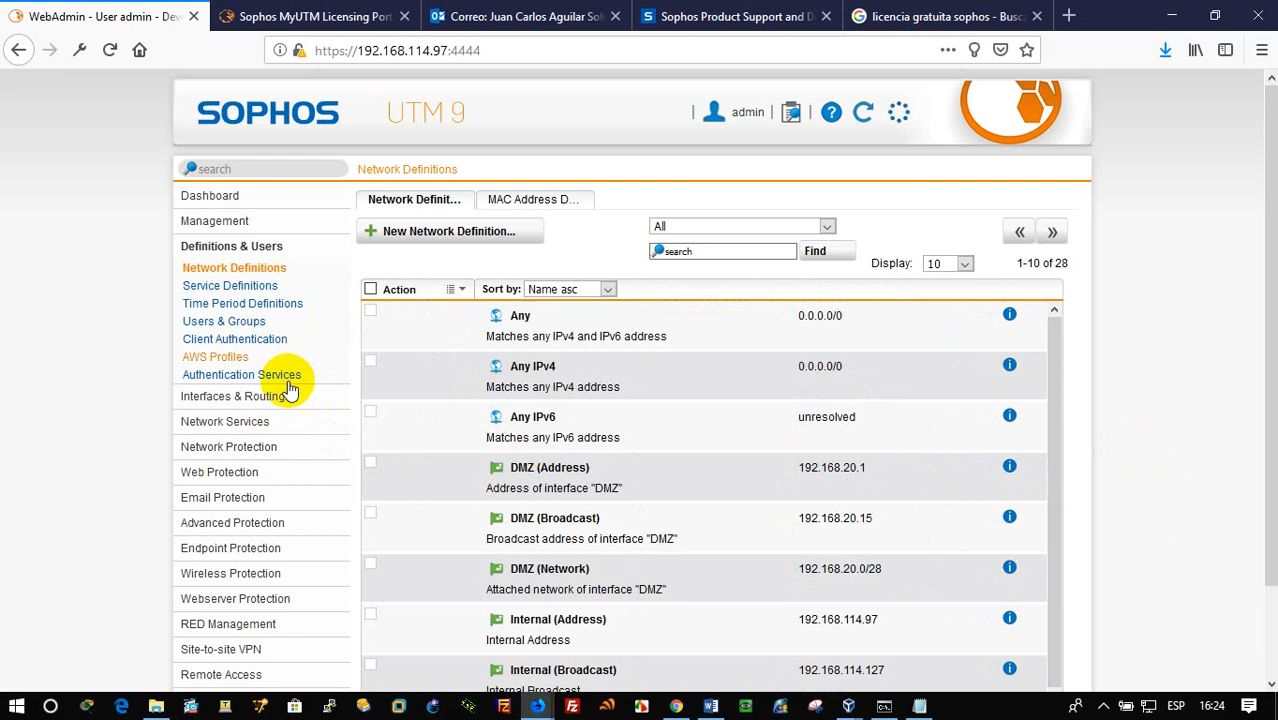 WebAdmin - User admin - Dev
Sophos MyUTM Licensing Port
Correo: Juan Carlos Aguilar Sol
Sophos Product Support and D
licencia gratuita sophos - Busc
https://192.168.114.97:4444
SOPHOS UTM 9
admin
search
Network Definitions
Dashboard
Management
Definitions & Users
Network Definitions
Service Definitions
Time Period Definitions
Users & Groups
Client Authentication
AWS Profiles
Authentication Services
Interfaces & Routing
Network Services
Network Protection
Web Protection
Email Protection
Advanced Protection
Endpoint Protection
Wireless Protection
Webserver Protection
RED Management
Site-to-site VPN
Remote Access
Network Definit...
MAC Address D...
New Network Definition...
All
search
Find
Display: 10
1-10 of 28
Action
Sort by: Name asc
Any 0.0.0.0/0
Matches any IPv4 and IPv6 address
Any IPv4 0.0.0.0/0
Matches any IPv4 address
Any IPv6 unresolved
Matches any IPv6 address
DMZ (Address) 192.168.20.1
Address of interface "DMZ"
DMZ (Broadcast) 192.168.20.15
Broadcast address of interface "DMZ"
DMZ (Network) 192.168.20.0/28
Attached network of interface "DMZ"
Internal (Address) 192.168.114.97
Internal Address
Internal (Broadcast) 192.168.114.127
Internal Broadcast
ESP 16:24